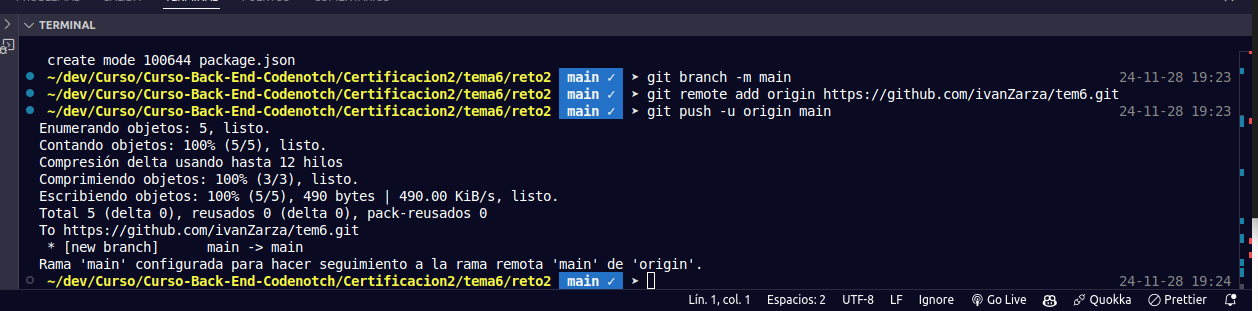 TERMINAL
create mode 100644 package.json
~/dev/Curso/Curso-Back-End-Codenotch/Certificacion2/tema6/reto2 main ✓ ➤ git branch -m main 24-11-28 19:23
~/dev/Curso/Curso-Back-End-Codenotch/Certificacion2/tema6/reto2 main ✓ ➤ git remote add origin https://github.com/ivanZarza/tem6.git
~/dev/Curso/Curso-Back-End-Codenotch/Certificacion2/tema6/reto2 main ✓ ➤ git push -u origin main 24-11-28 19:23
Enumerando objetos: 5, listo.
Contando objetos: 100% (5/5), listo.
Compresión delta usando hasta 12 hilos
Comprimiendo objetos: 100% (3/3), listo.
Escribiendo objetos: 100% (5/5), 490 bytes | 490.00 KiB/s, listo.
Total 5 (delta 0), reusados 0 (delta 0), pack-reusados 0
To https://github.com/ivanZarza/tem6.git
* [new branch] main -> main
Rama 'main' configurada para hacer seguimiento a la rama remota 'main' de 'origin'.
~/dev/Curso/Curso-Back-End-Codenotch/Certificacion2/tema6/reto2 main ✓ ➤ 24-11-28 19:24
Lín. 1, col. 1 Espacios: 2 UTF-8 LF Ignore Go Live Quokka Prettier